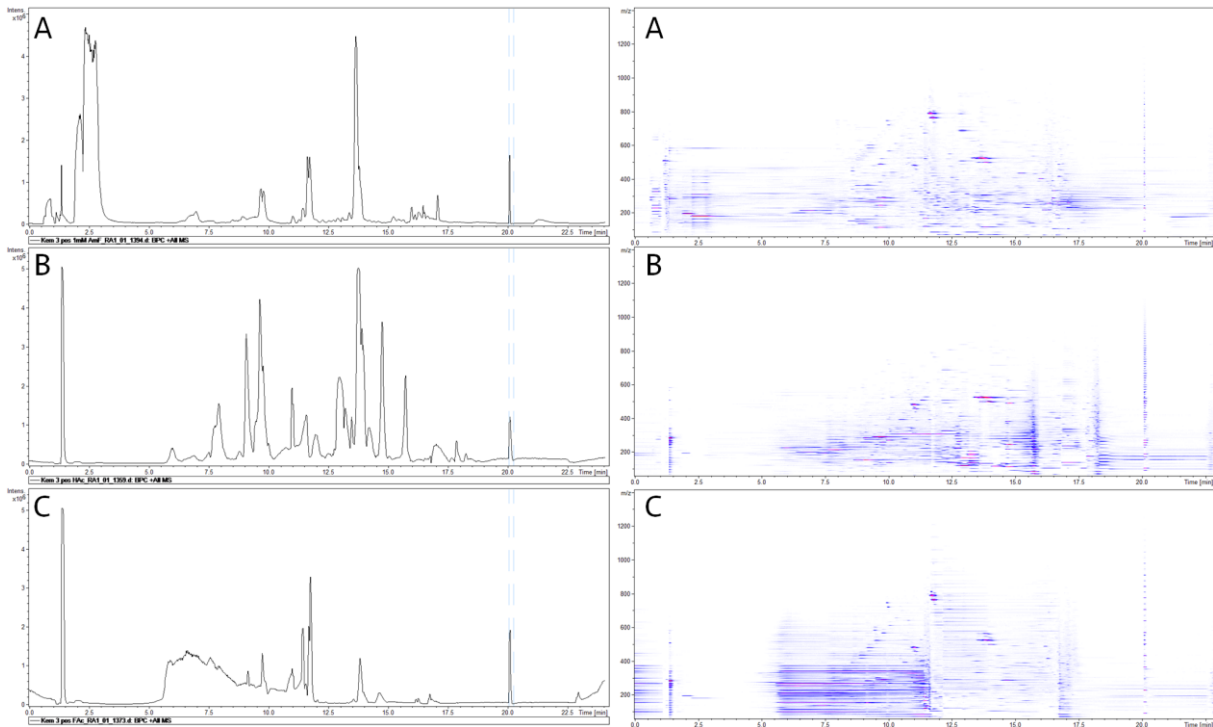 A
Intens.
x10⁶
4
3
2
1
0
0.0 2.5 5.0 7.5 10.0 12.5 15.0 17.5 20.0 22.5 Time [min]
Kem 3 pos 1mM AmF_RA1_01_1394.d: BPC +All MS
B
Intens.
x10⁶
5
4
3
2
1
0
0.0 2.5 5.0 7.5 10.0 12.5 15.0 17.5 20.0 22.5 Time [min]
Kem 3 pos HAc_RA1_01_1359.d: BPC +All MS
C
Intens.
x10⁶
5
4
3
2
1
0
0.0 2.5 5.0 7.5 10.0 12.5 15.0 17.5 20.0 22.5 Time [min]
Kem 3 pos FAc_RA1_01_1373.d: BPC +All MS
A
m/z
1200
1000
800
600
400
200
0.0 2.5 5.0 7.5 10.0 12.5 15.0 17.5 20.0 Time [min]
B
m/z
1200
1000
800
600
400
200
0.0 2.5 5.0 7.5 10.0 12.5 15.0 17.5 20.0 Time [min]
C
m/z
1200
1000
800
600
400
200
0.0 2.5 5.0 7.5 10.0 12.5 15.0 17.5 20.0 Time [min]